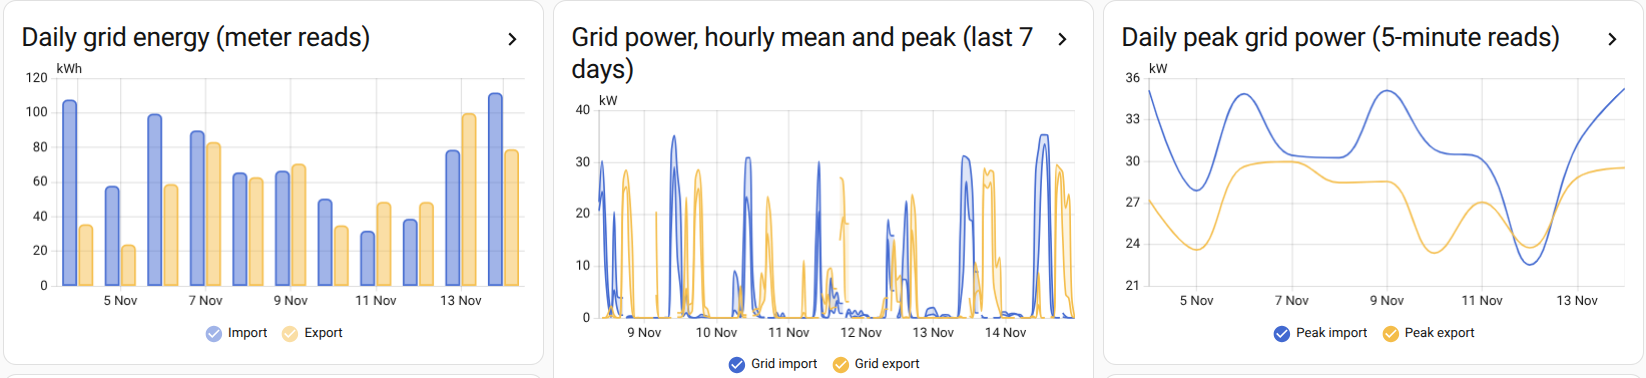 Daily grid energy (meter reads)
kWh
120
100
80
60
40
20
0
5 Nov 7 Nov 9 Nov 11 Nov 13 Nov
Import Export
Grid power, hourly mean and peak (last 7
days)
kW
40
30
20
10
0
9 Nov 10 Nov 11 Nov 12 Nov 13 Nov 14 Nov
Grid import Grid export
Daily peak grid power (5-minute reads)
kW
36
33
30
27
24
21
5 Nov 7 Nov 9 Nov 11 Nov 13 Nov
Peak import Peak export